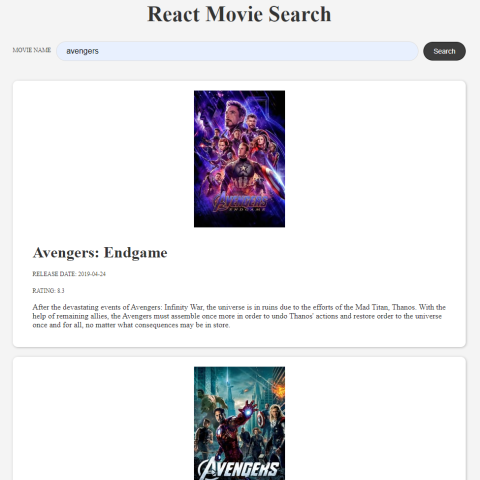 React Movie Search
MOVIE NAME
avengers
Search
AVENGERS
ENDGAME
Avengers: Endgame
RELEASE DATE: 2019-04-24
RATING: 8.3
After the devastating events of Avengers: Infinity War, the universe is in ruins due to the efforts of the Mad Titan, Thanos. With the
help of remaining allies, the Avengers must assemble once more in order to undo Thanos' actions and restore order to the universe
once and for all, no matter what consequences may be in store.
AVENGERS